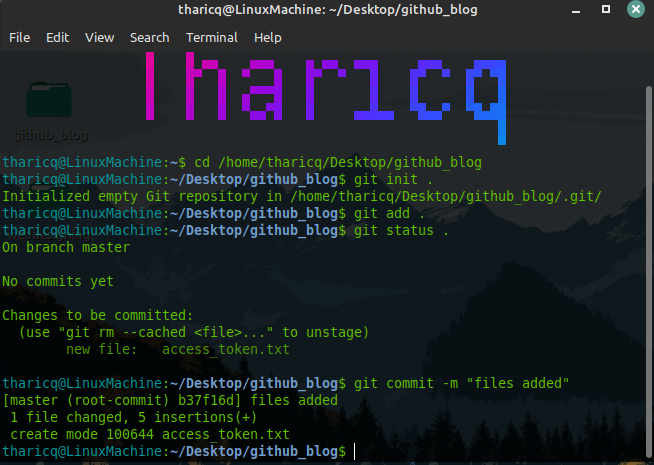 tharicq@LinuxMachine: ~/Desktop/github_blog
File Edit View Search Terminal Help
Tharicq
github_blog
tharicq@LinuxMachine:~$ cd /home/tharicq/Desktop/github_blog
tharicq@LinuxMachine:~/Desktop/github_blog$ git init .
Initialized empty Git repository in /home/tharicq/Desktop/github_blog/.git/
tharicq@LinuxMachine:~/Desktop/github_blog$ git add .
tharicq@LinuxMachine:~/Desktop/github_blog$ git status .
On branch master
No commits yet
Changes to be committed:
(use "git rm --cached <file>..." to unstage)
new file: access_token.txt
tharicq@LinuxMachine:~/Desktop/github_blog$ git commit -m "files added"
[master (root-commit) b37f16d] files added
1 file changed, 5 insertions(+)
create mode 100644 access_token.txt
tharicq@LinuxMachine:~/Desktop/github_blog$